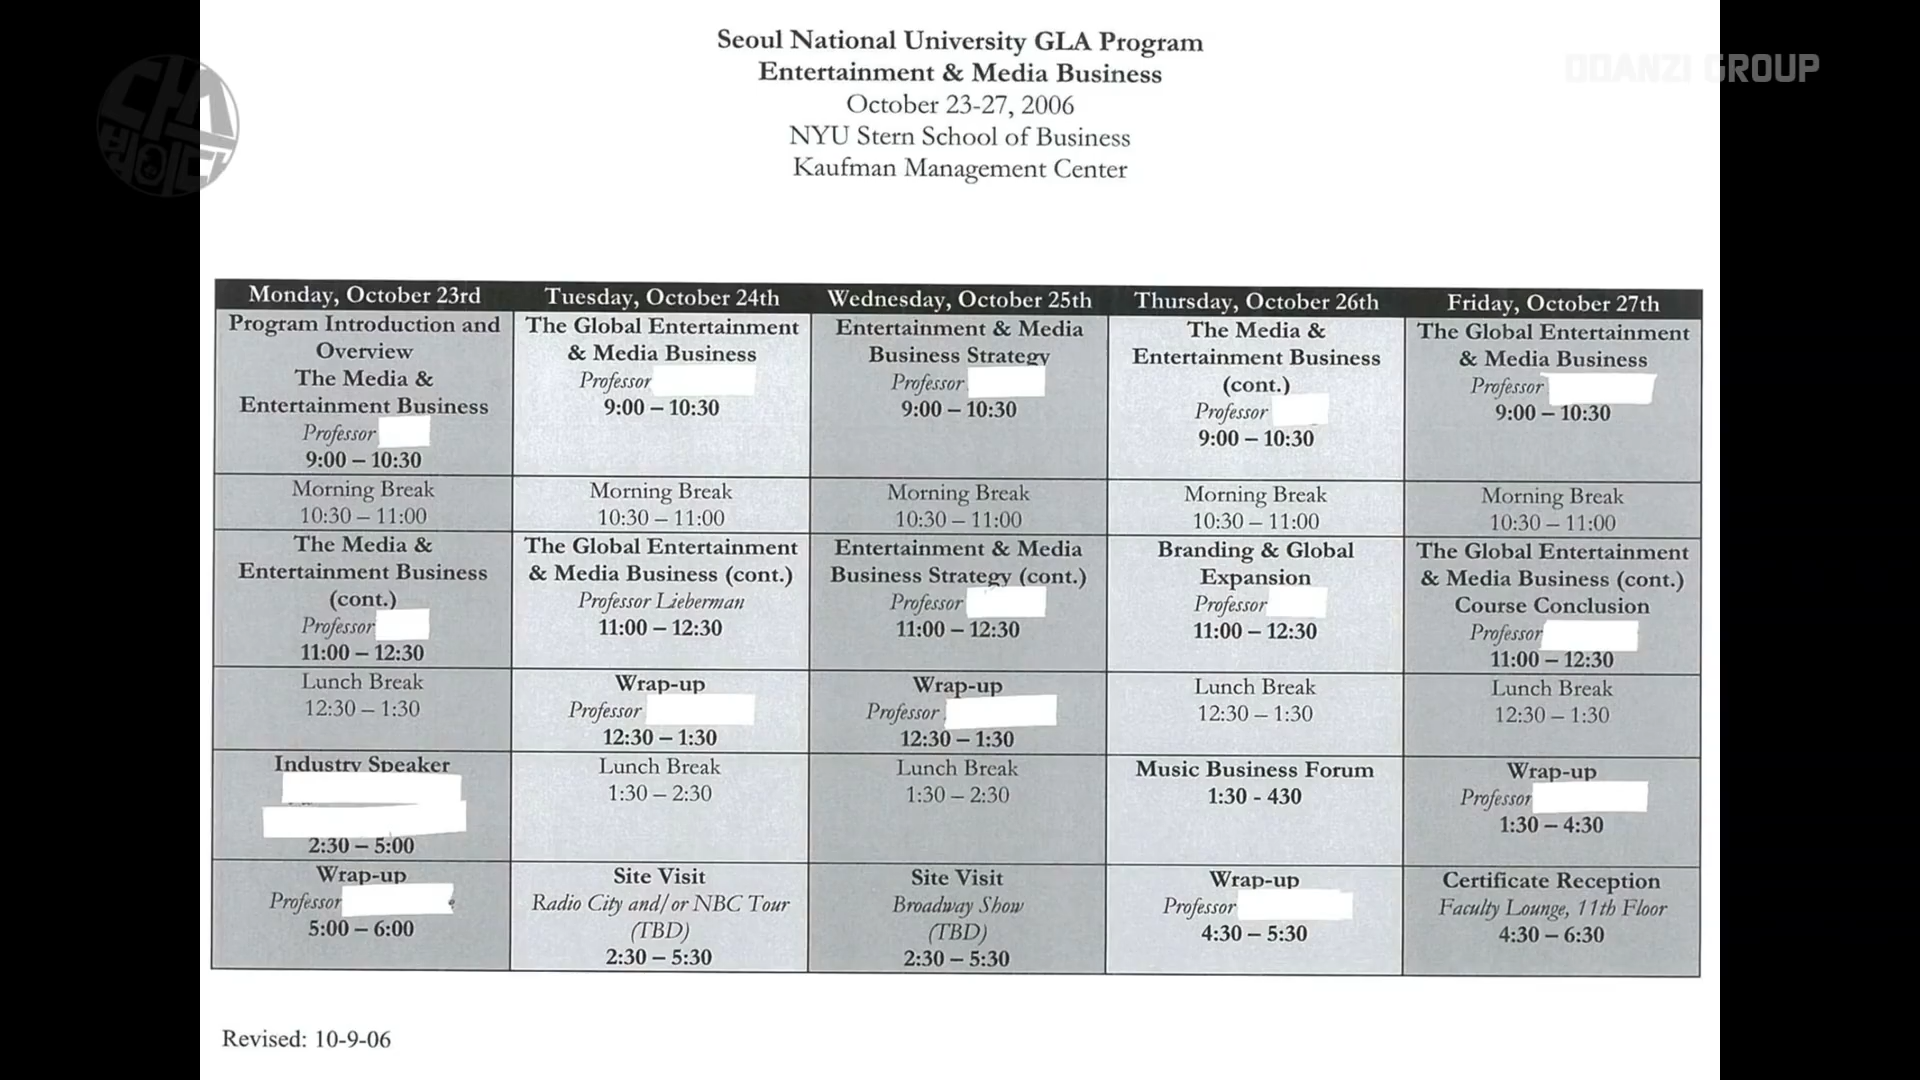 Seoul National University GLA Program
Entertainment & Media Business
October 23-27, 2006
NYU Stern School of Business
Kaufman Management Center
DDANZI GROUP
Monday, October 23rd
Program Introduction and
Overview
The Media &
Entertainment Business
Professor
9:00 – 10:30
Morning Break
10:30 – 11:00
The Media &
Entertainment Business
(cont.)
Professor
11:00 – 12:30
Lunch Break
12:30 – 1:30
Industry Speaker
2:30 – 5:00
Wrap-up
Professor
5:00 – 6:00
Tuesday, October 24th
The Global Entertainment
& Media Business
Professor
9:00 – 10:30
Morning Break
10:30 – 11:00
The Global Entertainment
& Media Business (cont.)
Professor Lieberman
11:00 – 12:30
Wrap-up
Professor
12:30 – 1:30
Lunch Break
1:30 – 2:30
Site Visit
Radio City and/or NBC Tour
(TBD)
2:30 – 5:30
Wednesday, October 25th
Entertainment & Media
Business Strategy
Professor
9:00 – 10:30
Morning Break
10:30 – 11:00
Entertainment & Media
Business Strategy (cont.)
Professor
11:00 – 12:30
Wrap-up
Professor
12:30 – 1:30
Lunch Break
1:30 – 2:30
Site Visit
Broadway Show
(TBD)
2:30 – 5:30
Thursday, October 26th
The Media &
Entertainment Business
(cont.)
Professor
9:00 – 10:30
Morning Break
10:30 – 11:00
Branding & Global
Expansion
Professor
11:00 – 12:30
Lunch Break
12:30 – 1:30
Music Business Forum
1:30 - 430
Wrap-up
Professor
4:30 – 5:30
Friday, October 27th
The Global Entertainment
& Media Business
Professor
9:00 – 10:30
Morning Break
10:30 – 11:00
The Global Entertainment
& Media Business (cont.)
Course Conclusion
Professor
11:00 – 12:30
Lunch Break
12:30 – 1:30
Wrap-up
Professor
1:30 – 4:30
Certificate Reception
Faculty Lounge, 11th Floor
4:30 – 6:30
Revised: 10-9-06